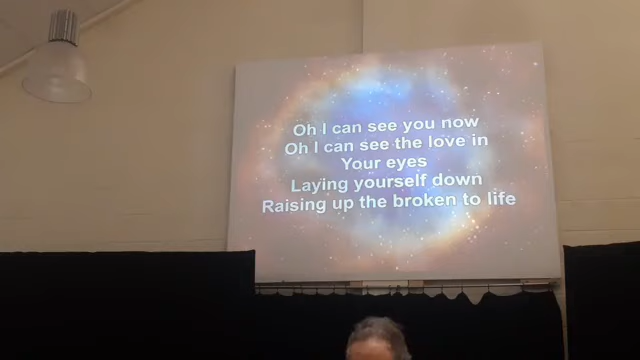 Oh I can see you now
Oh I can see the love in
Your eyes
Laying yourself down
Raising up the broken to life